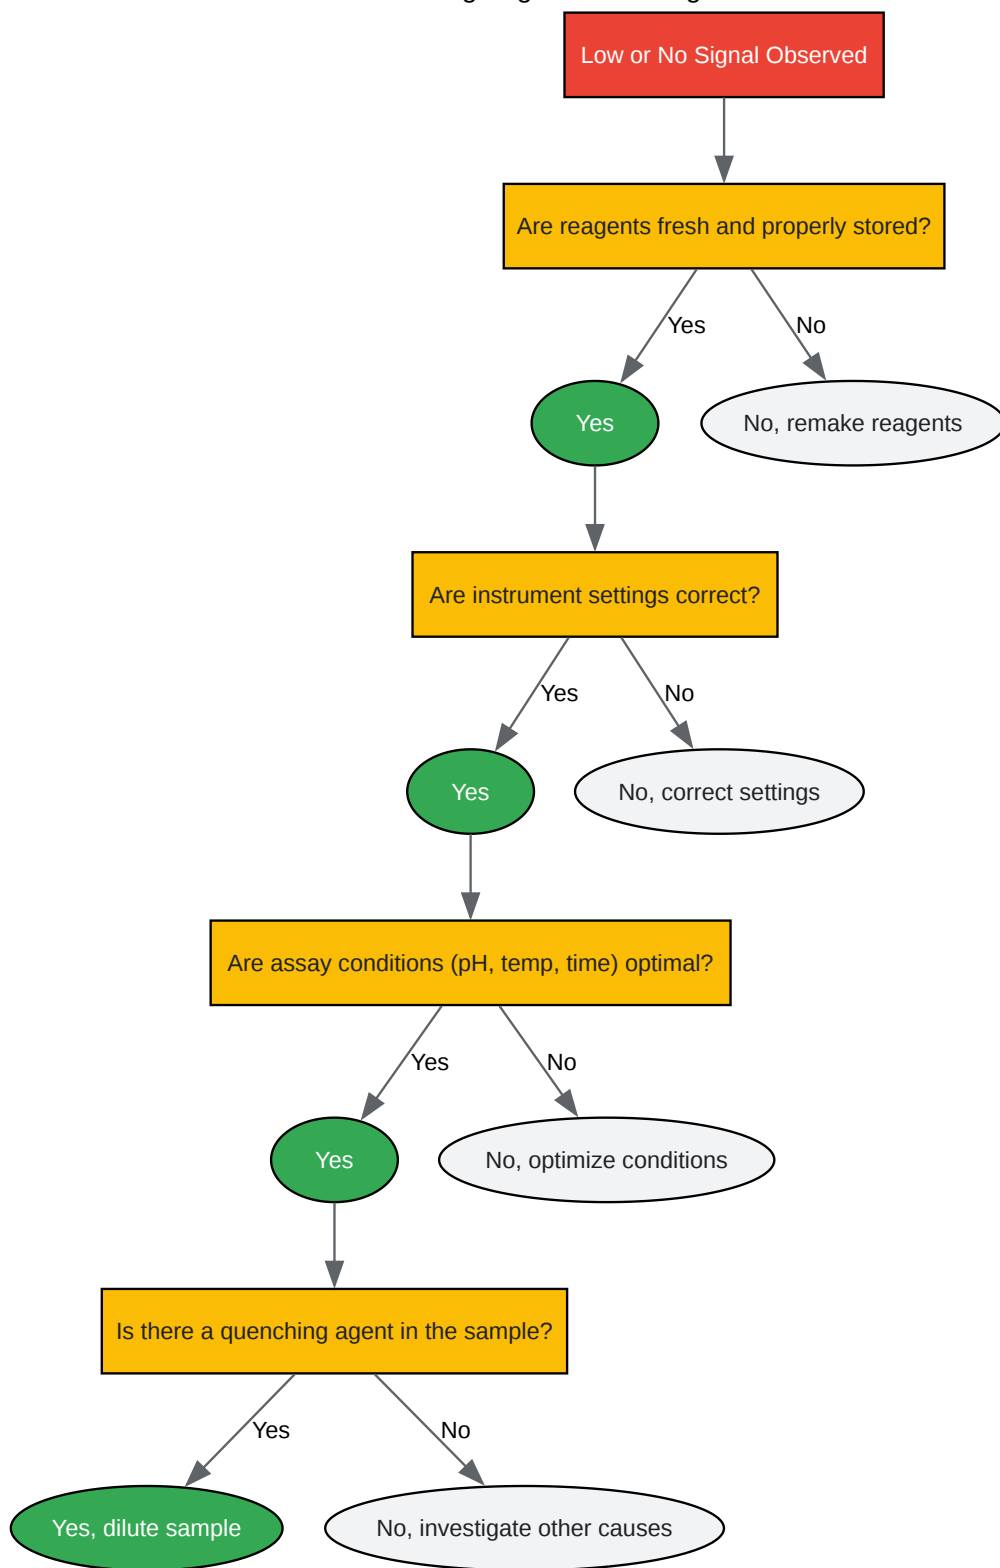 Low or No Signal Observed
Are reagents fresh and properly stored?
Yes
No
Yes
No, remake reagents
Are instrument settings correct?
Yes
No
Yes
No, correct settings
Are assay conditions (pH, temp, time) optimal?
Yes
No
Yes
No, optimize conditions
Is there a quenching agent in the sample?
Yes
No
Yes, dilute sample
No, investigate other causes